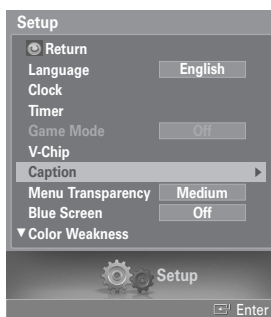 Setup
Return
Language English
Clock
Timer
Game Mode Off
V-Chip
Caption
Menu Transparency Medium
Blue Screen Off
Color Weakness
Setup
Enter